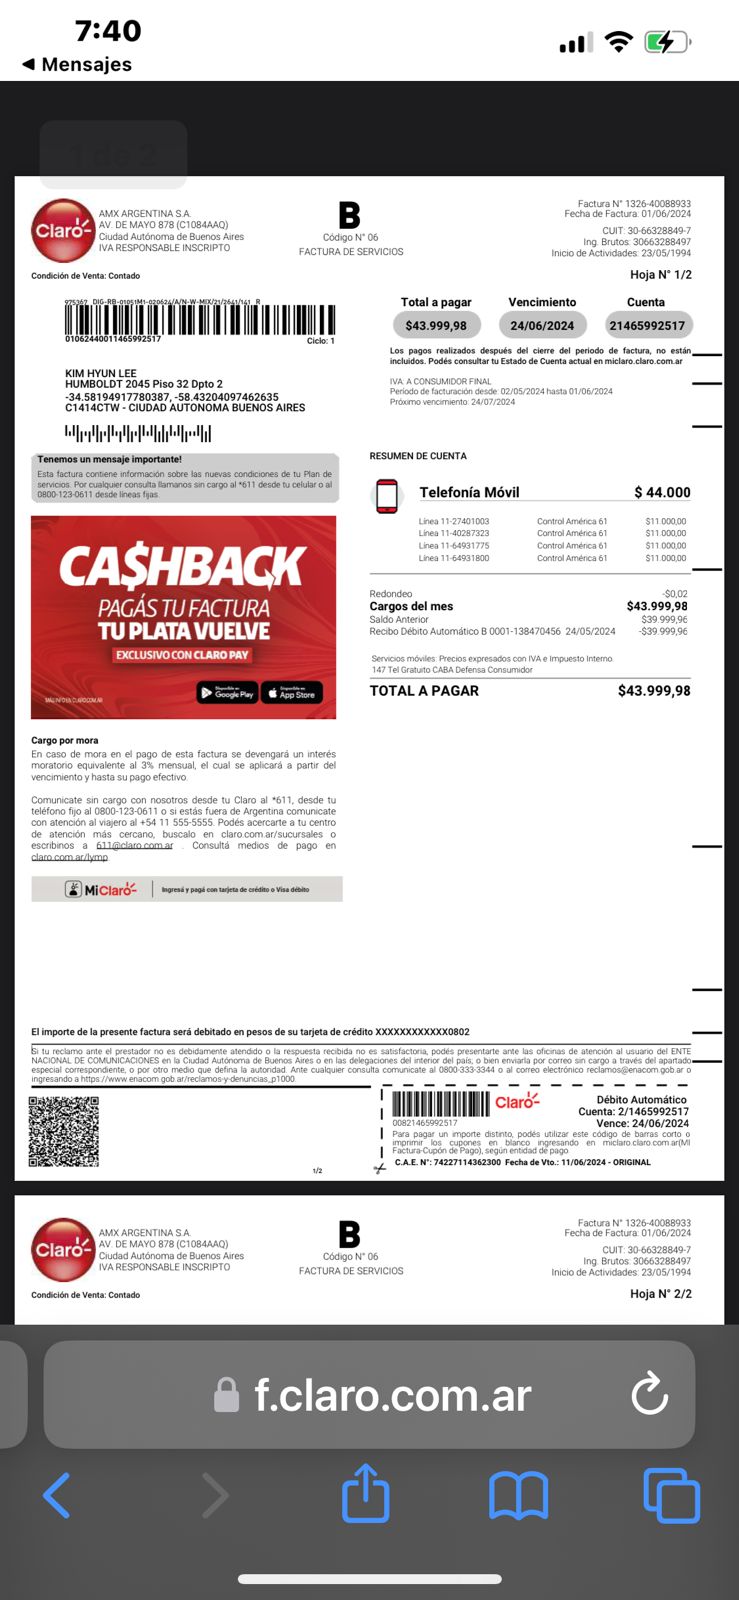 7:40
◀ Mensajes
1 de 2
Claro
AMX ARGENTINA S.A.
AV. DE MAYO 878 (C1084AAQ)
Ciudad Autónoma de Buenos Aires
IVA RESPONSABLE INSCRIPTO
B
Código N° 06
FACTURA DE SERVICIOS
Factura N° 1326-40088933
Fecha de Factura: 01/06/2024
CUIT: 30-66328849-7
Ing. Brutos: 30663288497
Inicio de Actividades: 23/05/1994
Condición de Venta: Contado
Hoja N° 1/2
975367 DIG-RB-01051M1-020624/A/N-W-MIX/21/2641/141 R
01062440011465992517
Ciclo: 1
Total a pagar
Vencimiento
Cuenta
$43.999,98
24/06/2024
21465992517
Los pagos realizados después del cierre del periodo de factura, no están
incluidos. Podés consultar tu Estado de Cuenta actual en miclaro.claro.com.ar
KIM HYUN LEE
HUMBOLDT 2045 Piso 32 Dpto 2
-34.58194917780387, -58.43204097462635
C1414CTW - CIUDAD AUTONOMA BUENOS AIRES
IVA: A CONSUMIDOR FINAL
Período de facturación desde: 02/05/2024 hasta 01/06/2024
Próximo vencimiento: 24/07/2024
Tenemos un mensaje importante!
Esta factura contiene información sobre las nuevas condiciones de tu Plan de
servicios. Por cualquier consulta llamanos sin cargo al *611 desde tu celular o al
0800-123-0611 desde líneas fijas.
RESUMEN DE CUENTA
Telefonía Móvil $ 44.000
Línea 11-27401003 Control América 61 $11.000,00
Línea 11-40287323 Control América 61 $11.000,00
Línea 11-64931775 Control América 61 $11.000,00
Línea 11-64931800 Control América 61 $11.000,00
Redondeo -$0,02
Cargos del mes $43.999,98
Saldo Anterior $39.999,96
Recibo Débito Automático B 0001-138470456 24/05/2024 -$39.999,96
Servicios móviles: Precios expresados con IVA e Impuesto Interno.
147 Tel Gratuito CABA Defensa Consumidor
TOTAL A PAGAR $43.999,98
CA$HBACK
PAGÁS TU FACTURA
TU PLATA VUELVE
EXCLUSIVO CON CLARO PAY
MÁS INFO EN CLARO.COM.AR
Disponible en
Google Play
Disponible en
App Store
Cargo por mora
En caso de mora en el pago de esta factura se devengará un interés
moratorio equivalente al 3% mensual, el cual se aplicará a partir del
vencimiento y hasta su pago efectivo.
Comunicate sin cargo con nosotros desde tu Claro al *611, desde tu
teléfono fijo al 0800-123-0611 o si estás fuera de Argentina comunicate
con atención al viajero al +54 11 555-5555. Podés acercarte a tu centro
de atención más cercano, buscalo en claro.com.ar/sucursales o
escribinos a 611@claro.com.ar . Consultá medios de pago en
claro.com.ar/lymp
MiClaro
Ingresá y pagá con tarjeta de crédito o Visa débito
El importe de la presente factura será debitado en pesos de su tarjeta de crédito XXXXXXXXXXXX0802
Si tu reclamo ante el prestador no es debidamente atendido o la respuesta recibida no es satisfactoria, podés presentarte ante las oficinas de atención al usuario del ENTE
NACIONAL DE COMUNICACIONES en la Ciudad Autónoma de Buenos Aires o en las delegaciones del interior del país; o bien enviarla por correo sin cargo a través del apartado
especial correspondiente, o por otro medio que defina la autoridad. Ante cualquier consulta comunicate al 0800-333-3344 o al correo electrónico reclamos@enacom.gob.ar o
ingresando a https://www.enacom.gob.ar/reclamos-y-denuncias_p1000.
Claro
00821465992517
Débito Automático
Cuenta: 2/1465992517
Vence: 24/06/2024
Para pagar un importe distinto, podés utilizar este código de barras corto o
imprimir los cupones en blanco ingresando en miclaro.claro.com.ar(MI
Factura-Cupón de Pago), según entidad de pago
C.A.E. N°: 74227114362300 Fecha de Vto.: 11/06/2024 - ORIGINAL
1/2
Claro
AMX ARGENTINA S.A.
AV. DE MAYO 878 (C1084AAQ)
Ciudad Autónoma de Buenos Aires
IVA RESPONSABLE INSCRIPTO
B
Código N° 06
FACTURA DE SERVICIOS
Factura N° 1326-40088933
Fecha de Factura: 01/06/2024
CUIT: 30-66328849-7
Ing. Brutos: 30663288497
Inicio de Actividades: 23/05/1994
Condición de Venta: Contado
Hoja N° 2/2
f.claro.com.ar